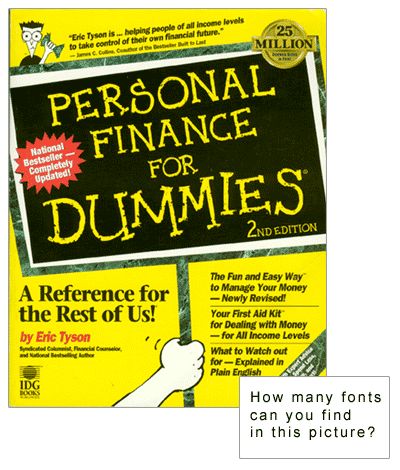 "Eric Tyson is ... helping people of all income levels
to take control of their own financial future."
— James C. Collins, Coauthor of the Bestseller Built to Last
25
MILLION
PERSONAL
FINANCE
FOR
DUMMIES®
2ND EDITION
National
Bestseller —
Completely
Updated!
A Reference for
the Rest of Us!
by Eric Tyson
Syndicated Columnist, Financial Counselor,
and National Bestselling Author
IDG
BOOKS
WORLDWIDE
The Fun and Easy Way™
to Manage Your Money
— Newly Revised!
Your First Aid Kit™
for Dealing with Money —
for All Income Levels
What to Watch out
for — Explained in
Plain English
Expert Advice
How many fonts
can you find
in this picture?